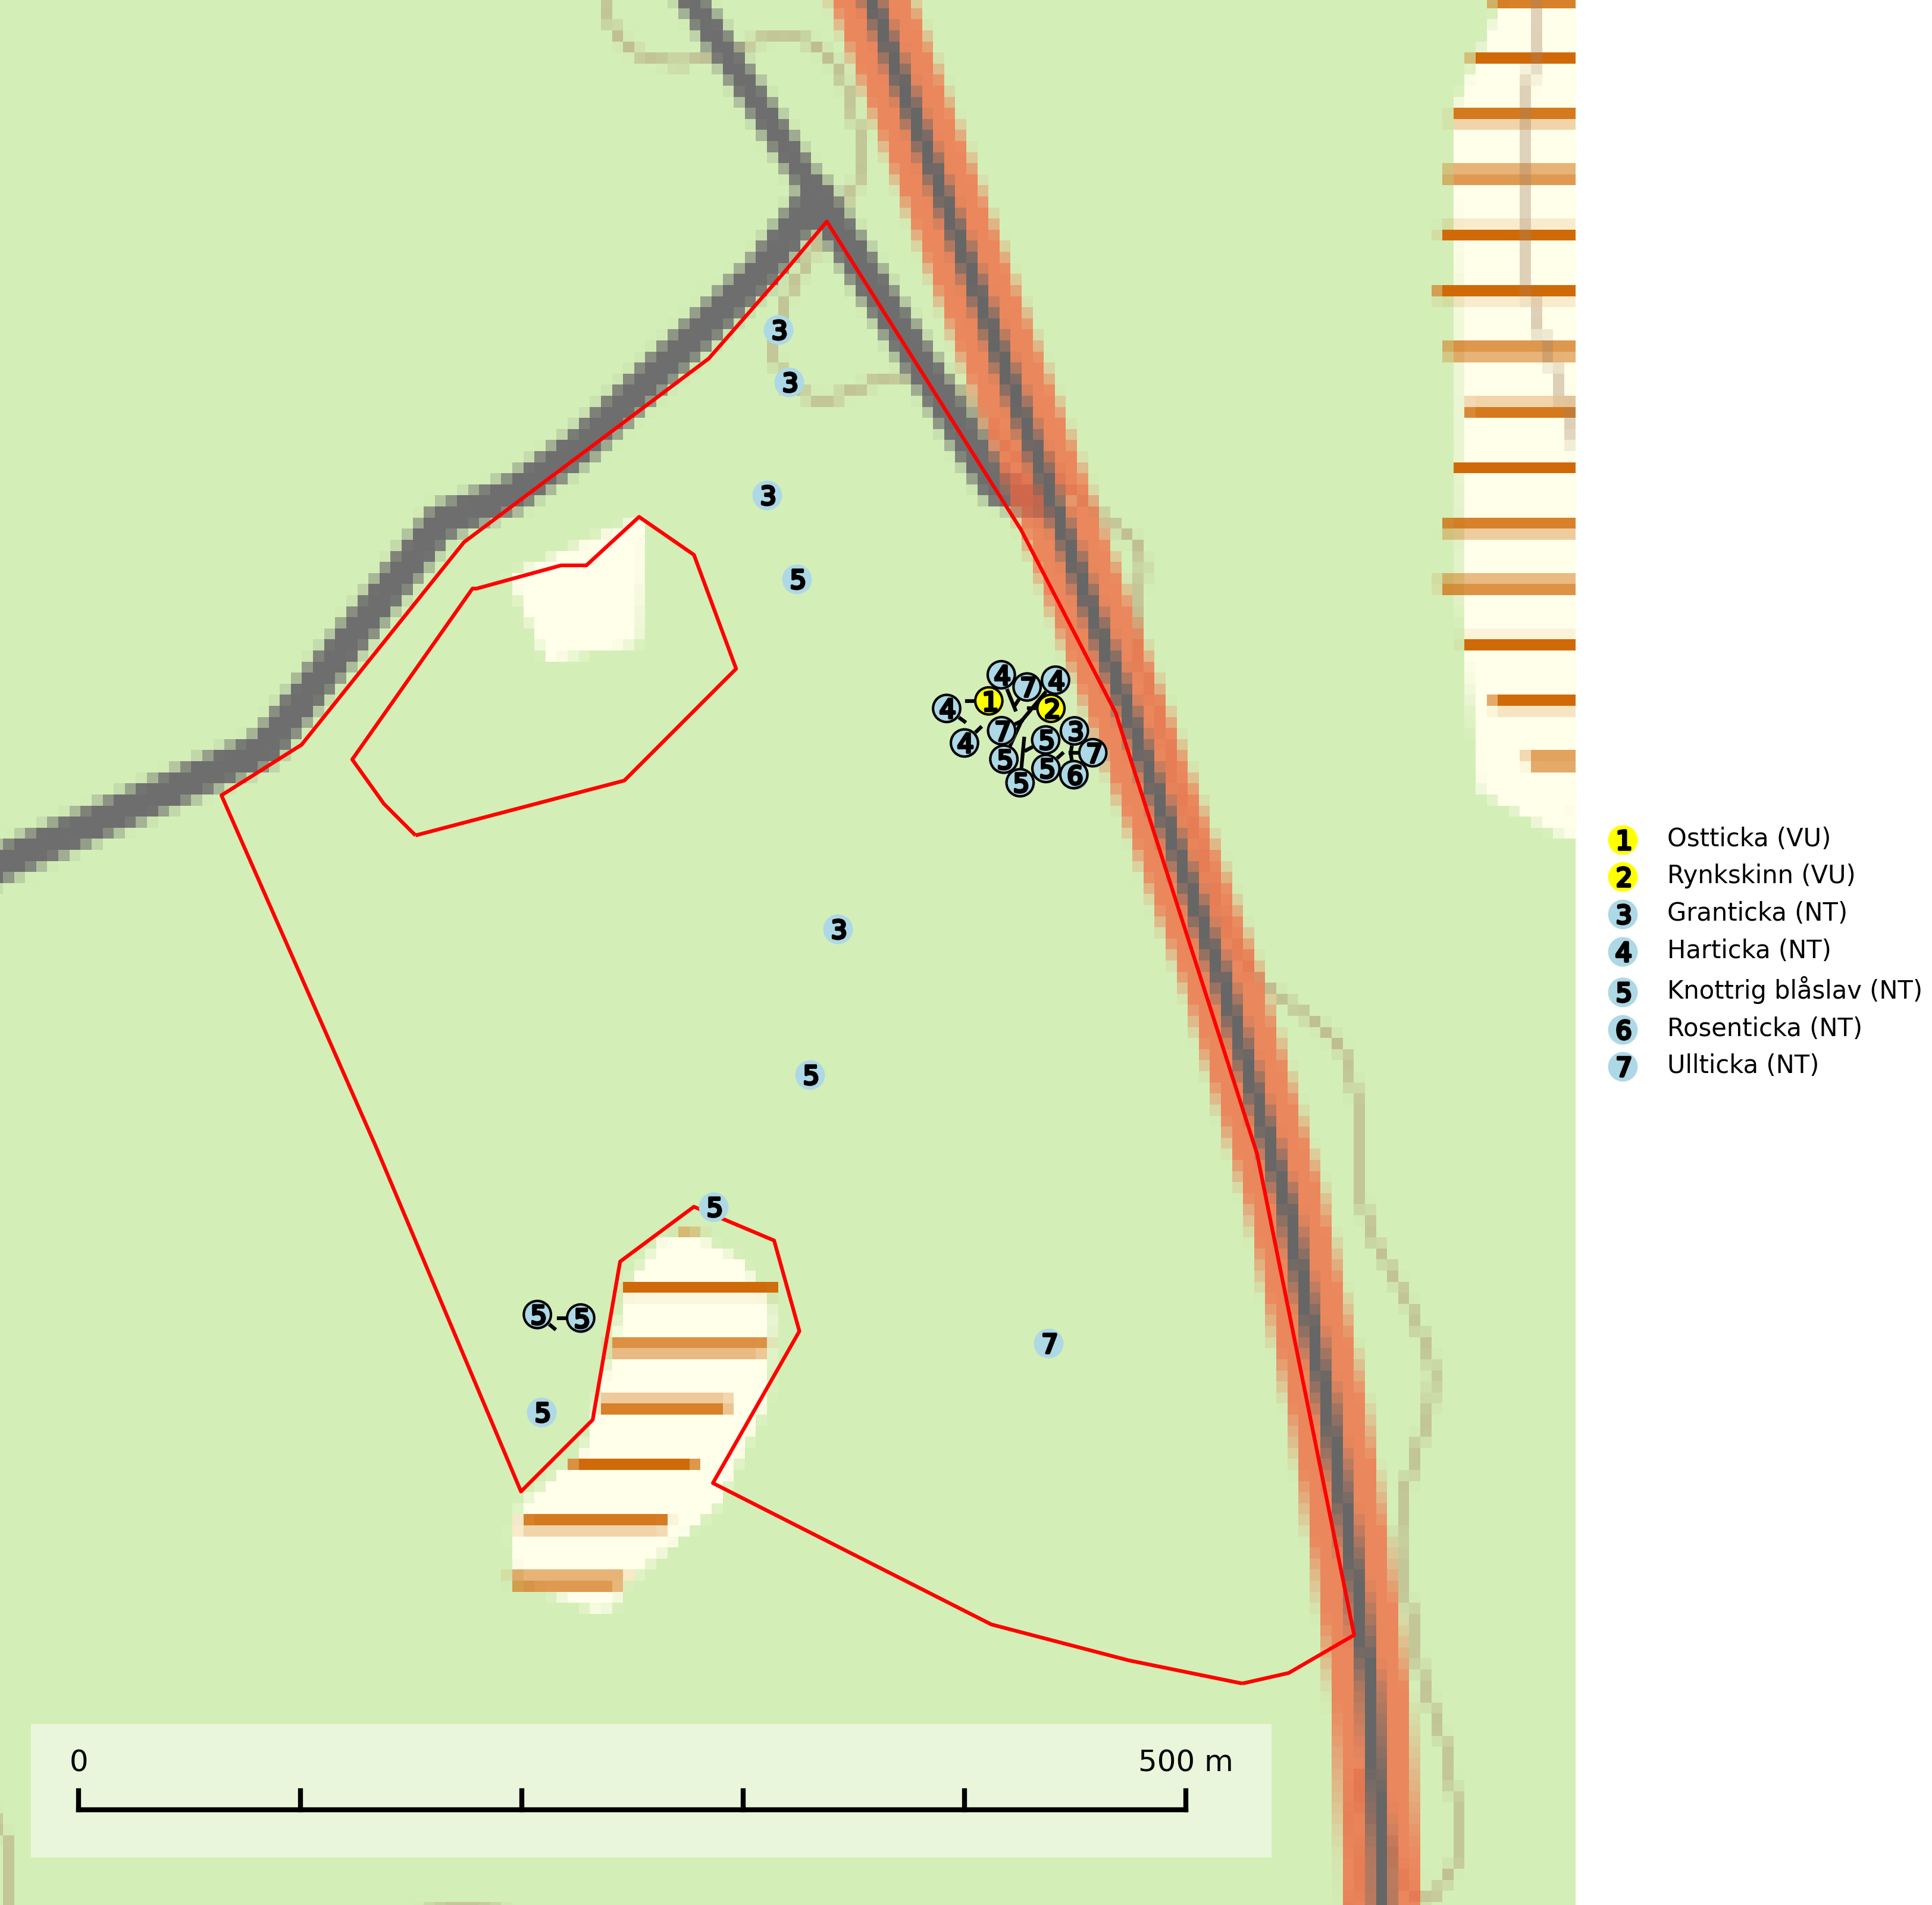 3
3
3
5
4 7 4
4 1 2
4 7 5 3 7
5 5 6
5
3
5
5
5 5
7
5
1 Ostticka (VU)
2 Rynkskinn (VU)
3 Granticka (NT)
4 Harticka (NT)
5 Knottrig blåslav (NT)
6 Rosenticka (NT)
7 Ullticka (NT)
0 500 m